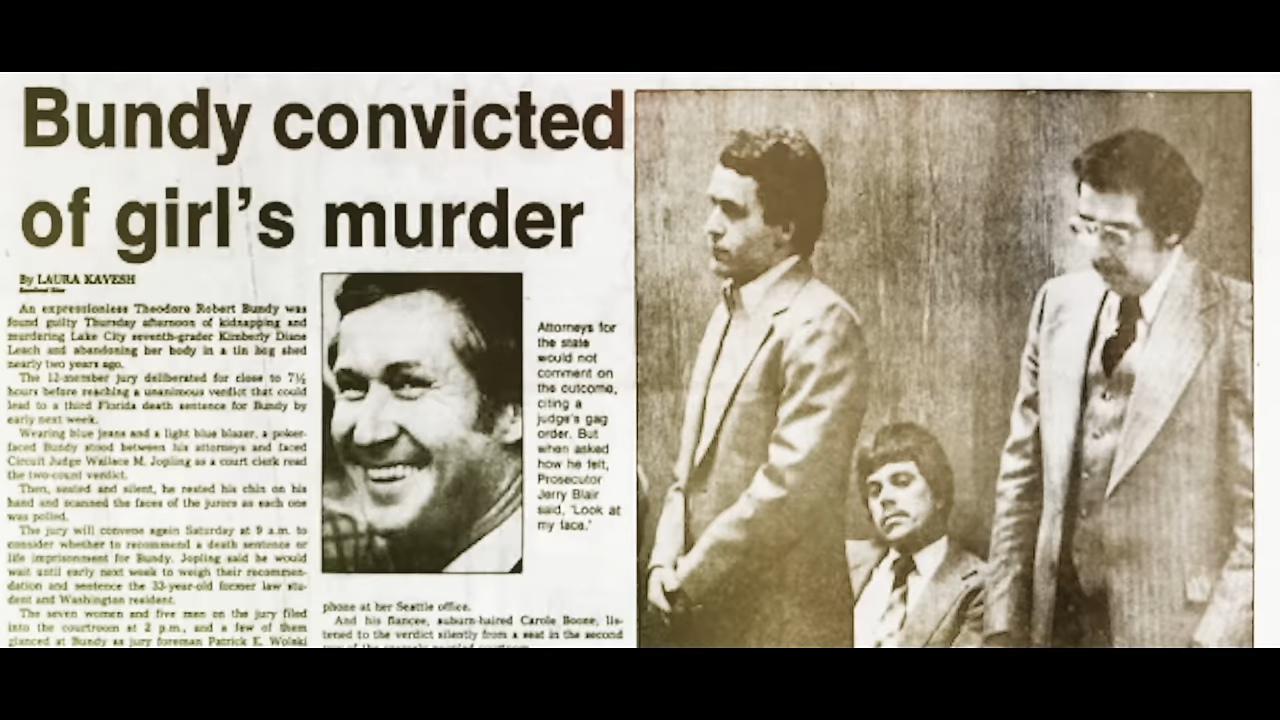 Bundy convicted
of girl's murder
By LAURA KAVESH
An expressionless Theodore Robert Bundy was
found guilty Thursday afternoon of kidnapping and
murdering Lake City seventh-grader Kimberly Diane
Leach and abandoning her body in a tin hog shed
nearly two years ago.
The 12-member jury deliberated for close to 7½
hours before reaching a unanimous verdict that could
lead to a third Florida death sentence for Bundy by
early next week.
Wearing blue jeans and a light blue blazer, a poker-
faced Bundy stood between his attorneys and faced
Circuit Judge Wallace M. Jopling as a court clerk read
the two-count verdict.
Then, seated and silent, he rested his chin on his
hand and scanned the faces of the jurors as each one
was polled.
The jury will convene again Saturday at 9 a.m. to
consider whether to recommend a death sentence or
life imprisonment for Bundy. Jopling said he would
wait until early next week to weigh their recommen-
dation and sentence the 33-year-old former law stu-
dent and Washington resident.
The seven women and five men on the jury filed
into the courtroom at 2 p.m., and a few of them
glanced at Bundy as jury foreman Patrick E. Wolski
Attorneys for
the state
would not
comment on
the outcome,
citing a
judge's gag
order. But
when asked
how he felt,
Prosecutor
Jerry Blair
said, 'Look at
my face.'
phone at her Seattle office.
And his fiancee, auburn-haired Carole Boone, lis-
tened to the verdict silently from a seat in the second